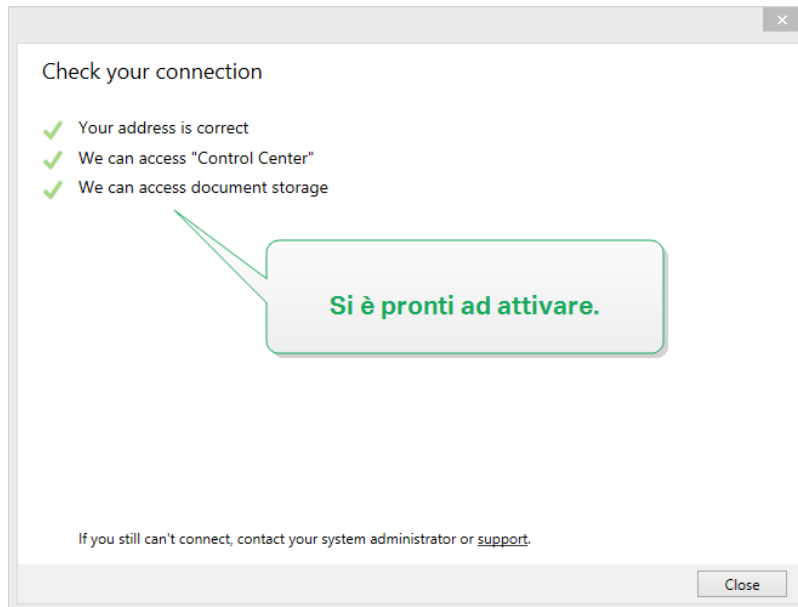 Check your connection
Your address is correct
We can access "Control Center"
We can access document storage
Si è pronti ad attivare.
If you still can't connect, contact your system administrator or support.
Close